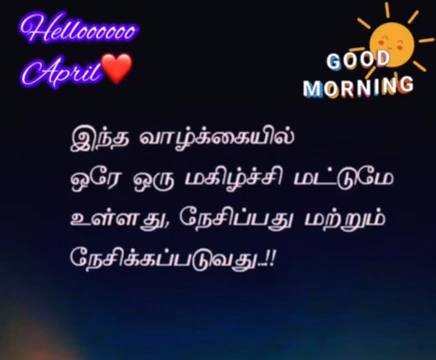 Helloooooo
April❤️
GOOD
MORNING
இந்த வாழ்க்கையில்
ஒரே ஒரு மகிழ்ச்சி மட்டுமே
உள்ளது, நேசிப்பது மற்றும்
நேசிக்கப்படுவது..!!